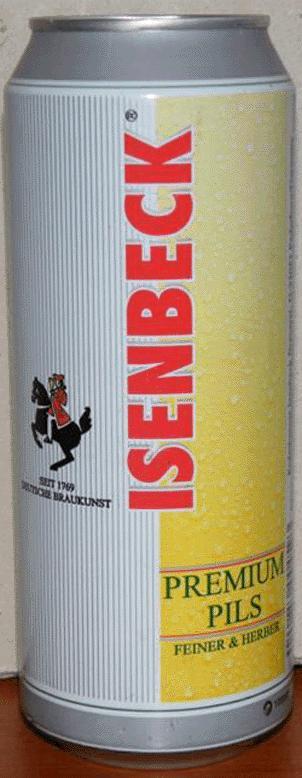 ISENBECK®
SEIT 1769
DEUTSCHE BRAUKUNST
PREMIUM
PILS
FEINER & HERBER